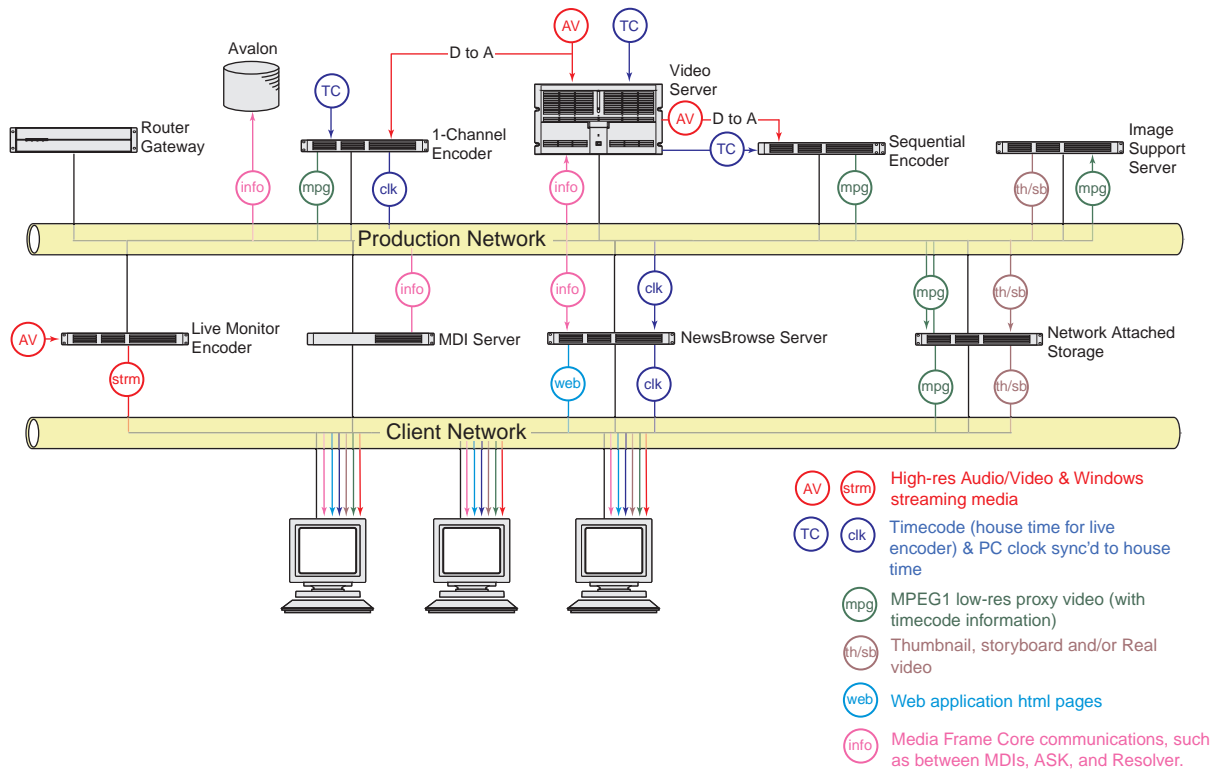 AV
TC
Avalon
D to A
Video
Server
TC
AV
D to A
Router
Gateway
1-Channel
Encoder
TC
Sequential
Encoder
Image
Support
Server
info
mpg
clk
info
mpg
th/sb
mpg
Production Network
info
info
clk
mpg
th/sb
AV
Live Monitor
Encoder
MDI Server
NewsBrowse Server
Network Attached
Storage
strm
web
clk
mpg
th/sb
Client Network
AV
strm
High-res Audio/Video & Windows
streaming media
TC
clk
Timecode (house time for live
encoder) & PC clock sync'd to house
time
mpg
MPEG1 low-res proxy video (with
timecode information)
th/sb
Thumbnail, storyboard and/or Real
video
web
Web application html pages
info
Media Frame Core communications, such
as between MDIs, ASK, and Resolver.